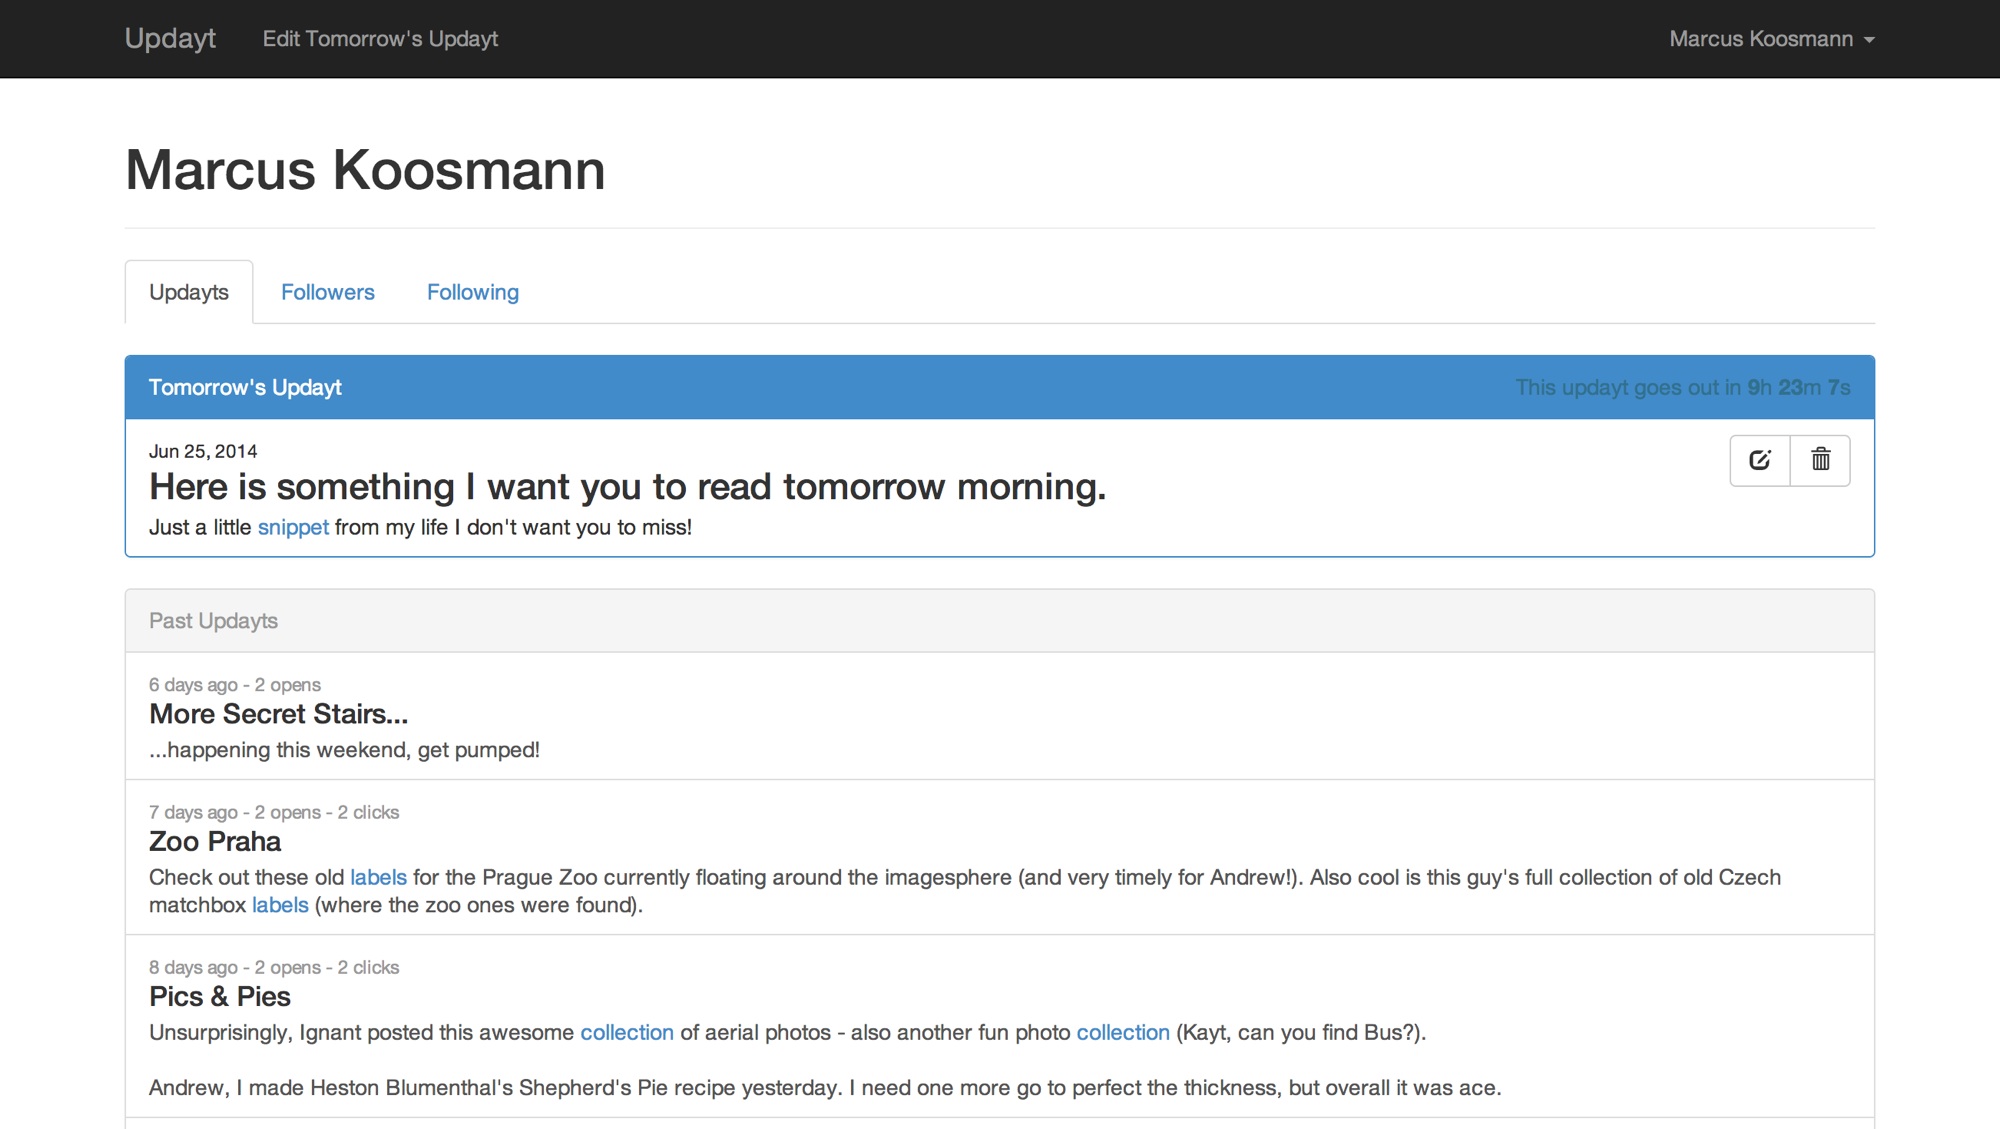 Updayt
Edit Tomorrow's Updayt
Marcus Koosmann
Marcus Koosmann
Updayts
Followers
Following
Tomorrow's Updayt
This updayt goes out in 9h 23m 7s
Jun 25, 2014
Here is something I want you to read tomorrow morning.
Just a little snippet from my life I don't want you to miss!
Past Updayts
6 days ago - 2 opens
More Secret Stairs...
...happening this weekend, get pumped!
7 days ago - 2 opens - 2 clicks
Zoo Praha
Check out these old labels for the Prague Zoo currently floating around the imagesphere (and very timely for Andrew!). Also cool is this guy's full collection of old Czech
matchbox labels (where the zoo ones were found).
8 days ago - 2 opens - 2 clicks
Pics & Pies
Unsurprisingly, Ignant posted this awesome collection of aerial photos - also another fun photo collection (Kayt, can you find Bus?).
Andrew, I made Heston Blumenthal's Shepherd's Pie recipe yesterday. I need one more go to perfect the thickness, but overall it was ace.